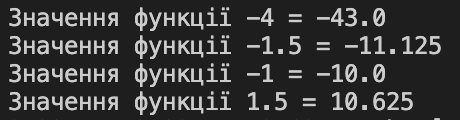 Значення функції -4 = -43.0
Значення функції -1.5 = -11.125
Значення функції -1 = -10.0
Значення функції 1.5 = 10.625